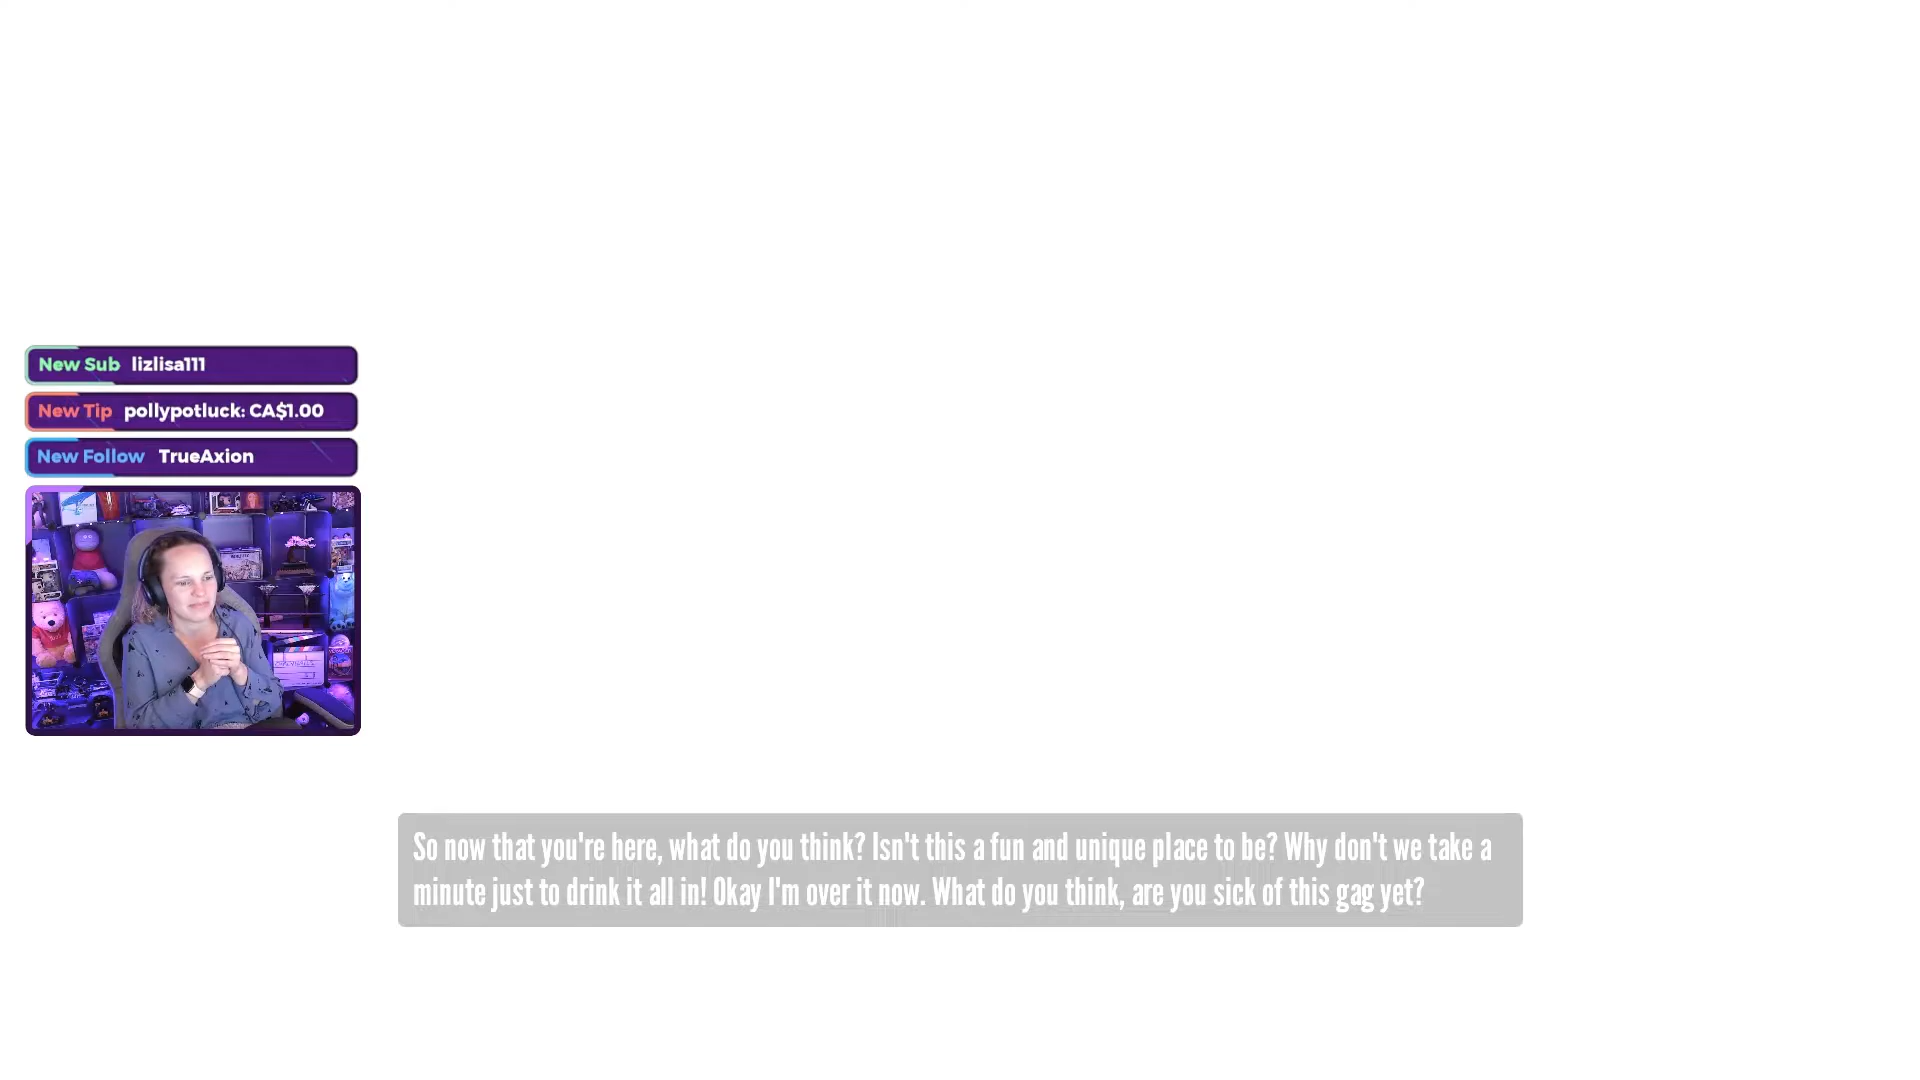 New Sub lizlisa111
New Tip pollypotluck: CA$1.00
New Follow TrueAxion
So now that you're here, what do you think? Isn't this a fun and unique place to be? Why don't we take a
minute just to drink it all in! Okay I'm over it now. What do you think, are you sick of this gag yet?